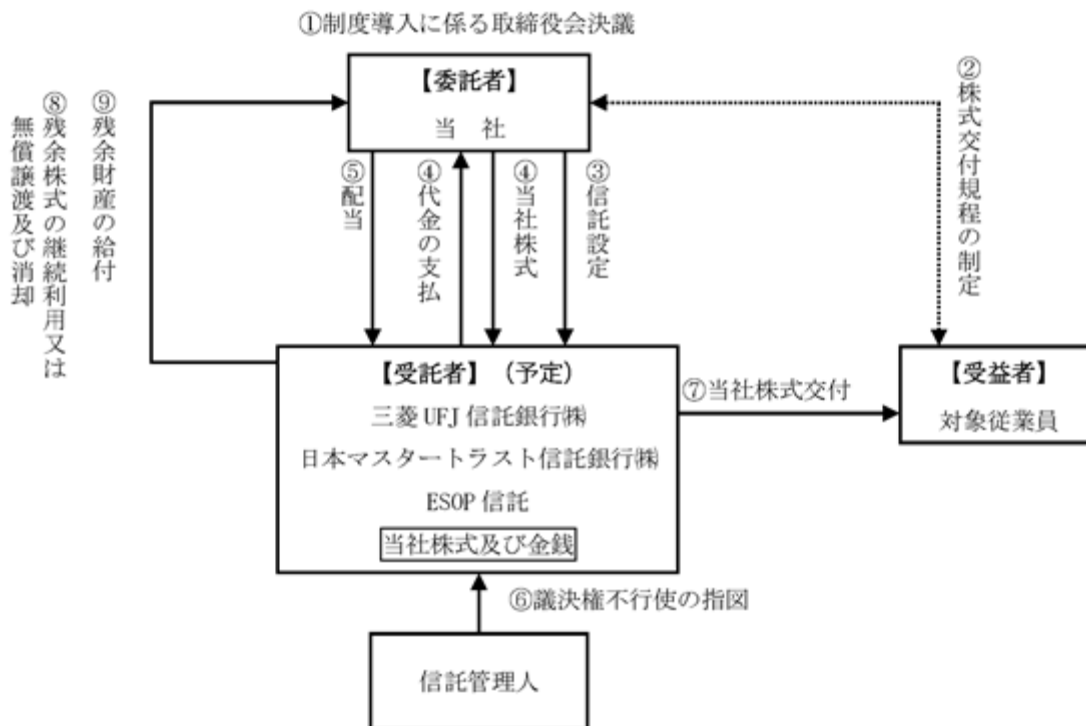 ①制度導入に係る取締役会決議
【委託者】
当 社
⑧残余株式の継続利用又は
無償譲渡及び消却
⑨残余財産の給付
⑤配当
④代金の支払
④当社株式
③信託設定
②株式交付規程の制定
【受託者】（予定）
三菱 UFJ 信託銀行㈱
日本マスタートラスト信託銀行㈱
ESOP 信託
当社株式及び金銭
⑦当社株式交付
【受益者】
対象従業員
⑥議決権不行使の指図
信託管理人